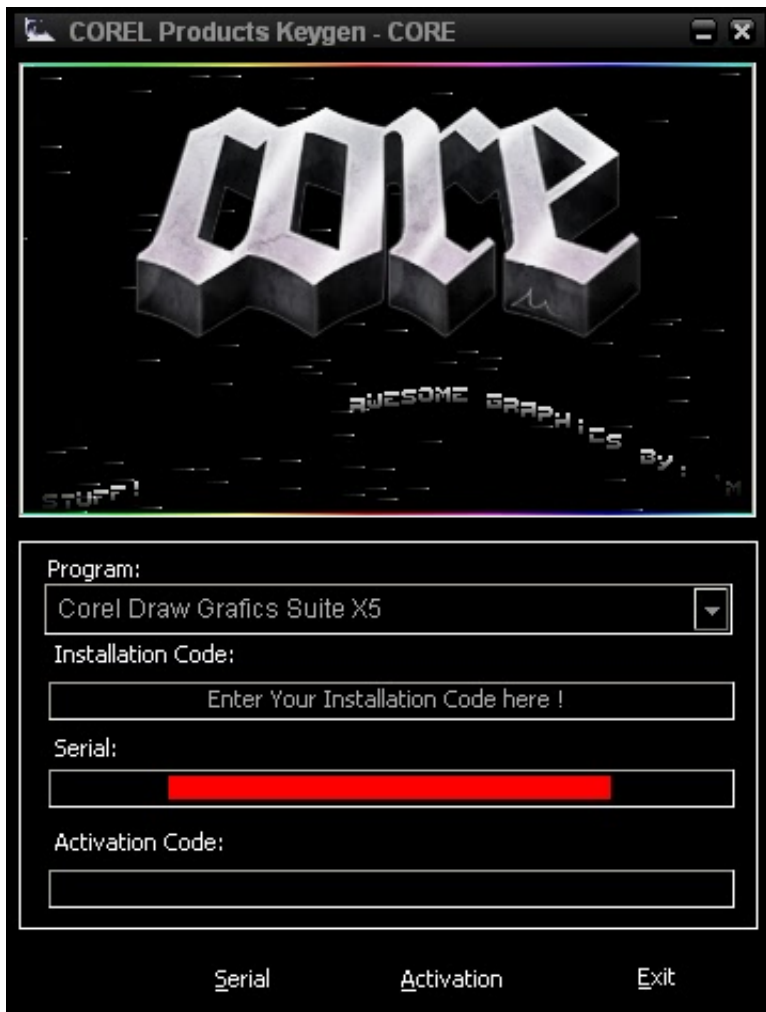 COREL Products Keygen - CORE
core
AWESOME GRAPHiCS By: 'M
STUFF!
Program:
Corel Draw Grafics Suite X5
Installation Code:
Enter Your Installation Code here !
Serial:
Activation Code:
Serial
Activation
Exit